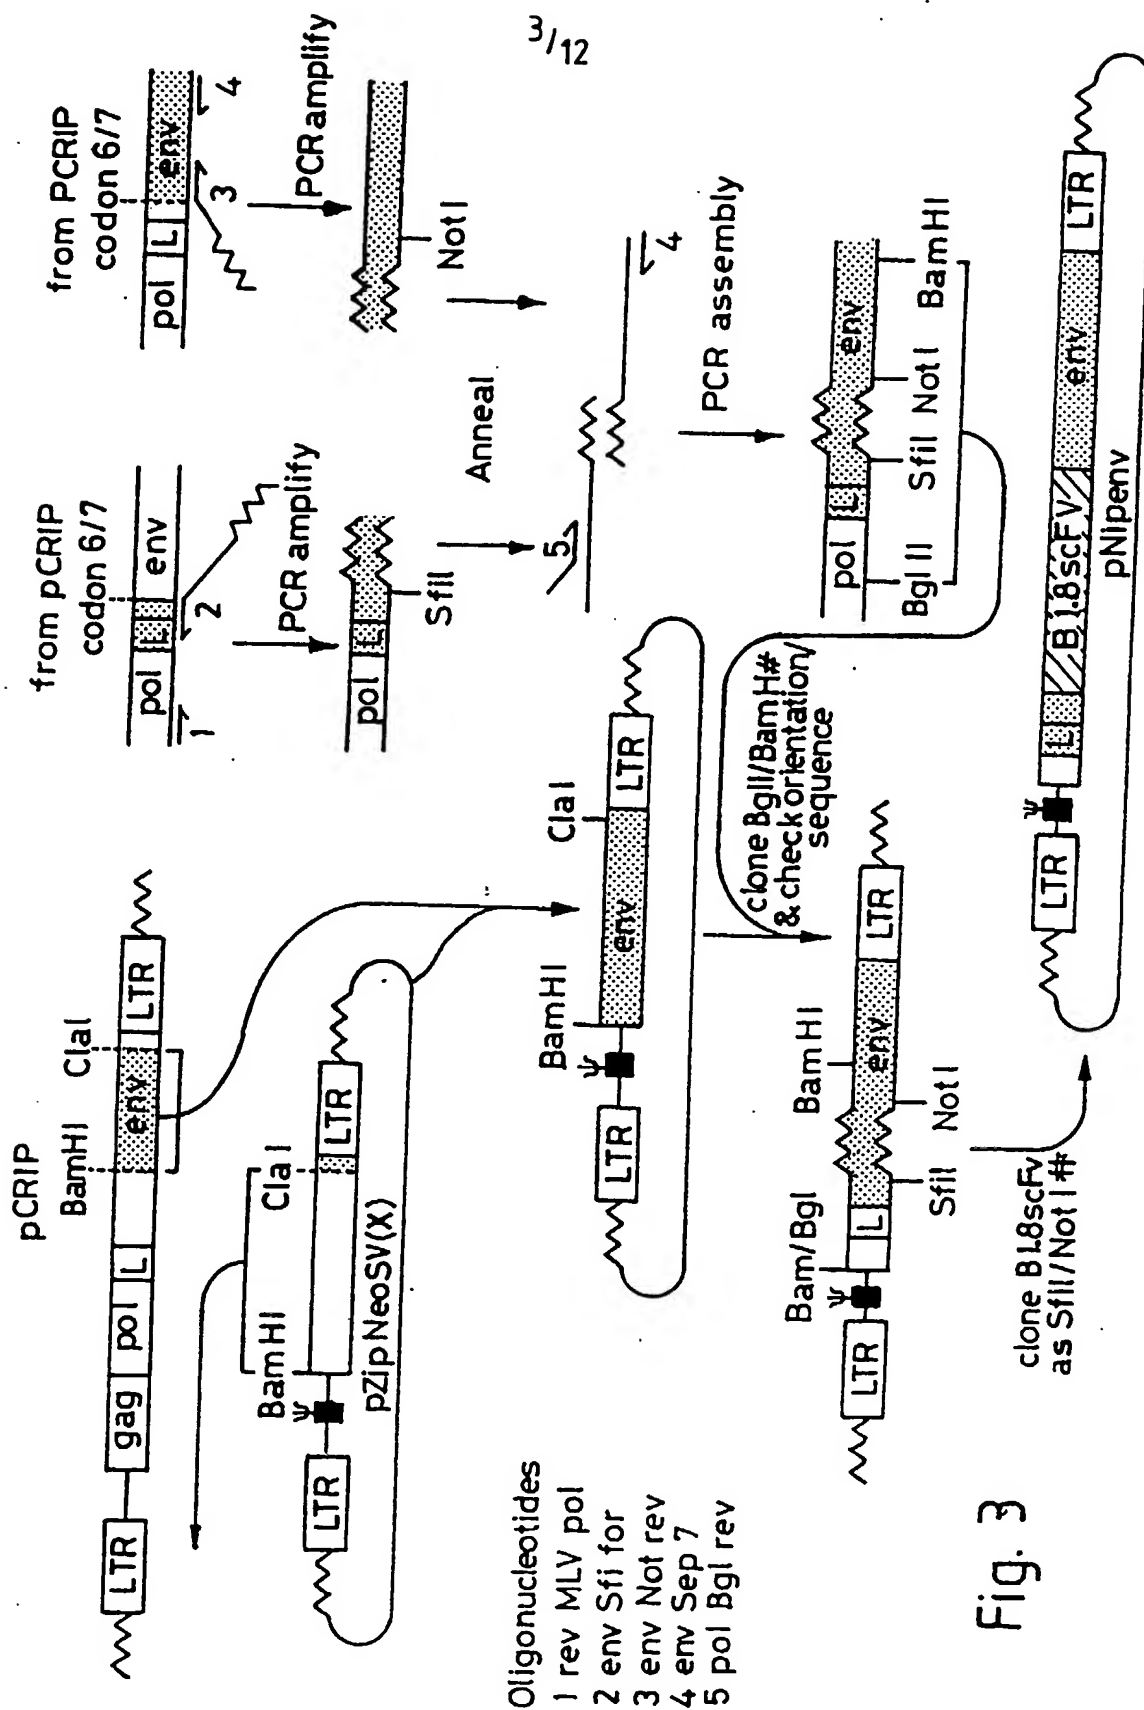 3/12
pCRIP
BamHI
ClaI
LTR
gag
pol
L
env
LTR
BamHI
ClaI
ψ
LTR
LTR
pZipNeoSV(X)
from pCRIP
codon 6/7
pol
L
env
1
2
PCR amplify
pol
L
SfiI
from PCRIP
codon 6/7
pol
L
env
3
4
PCR amplify
NotI
Anneal
5
4
PCR assembly
pol
L
env
BglII
SfiI
NotI
BamHI
BamHI
ClaI
ψ
LTR
env
LTR
clone BglI/BamH#
& check orientation/
sequence
Bam/Bgl
BamHI
ψ
LTR
L
env
LTR
SfiI
NotI
clone B1.8scFv
as SfiI/Not I #
ψ
LTR
L
B1.8scFv
env
LTR
pNipenv
Oligonucleotides
1 rev MLV pol
2 env Sfi for
3 env Not rev
4 env Sep 7
5 pol Bgl rev
Fig. 3